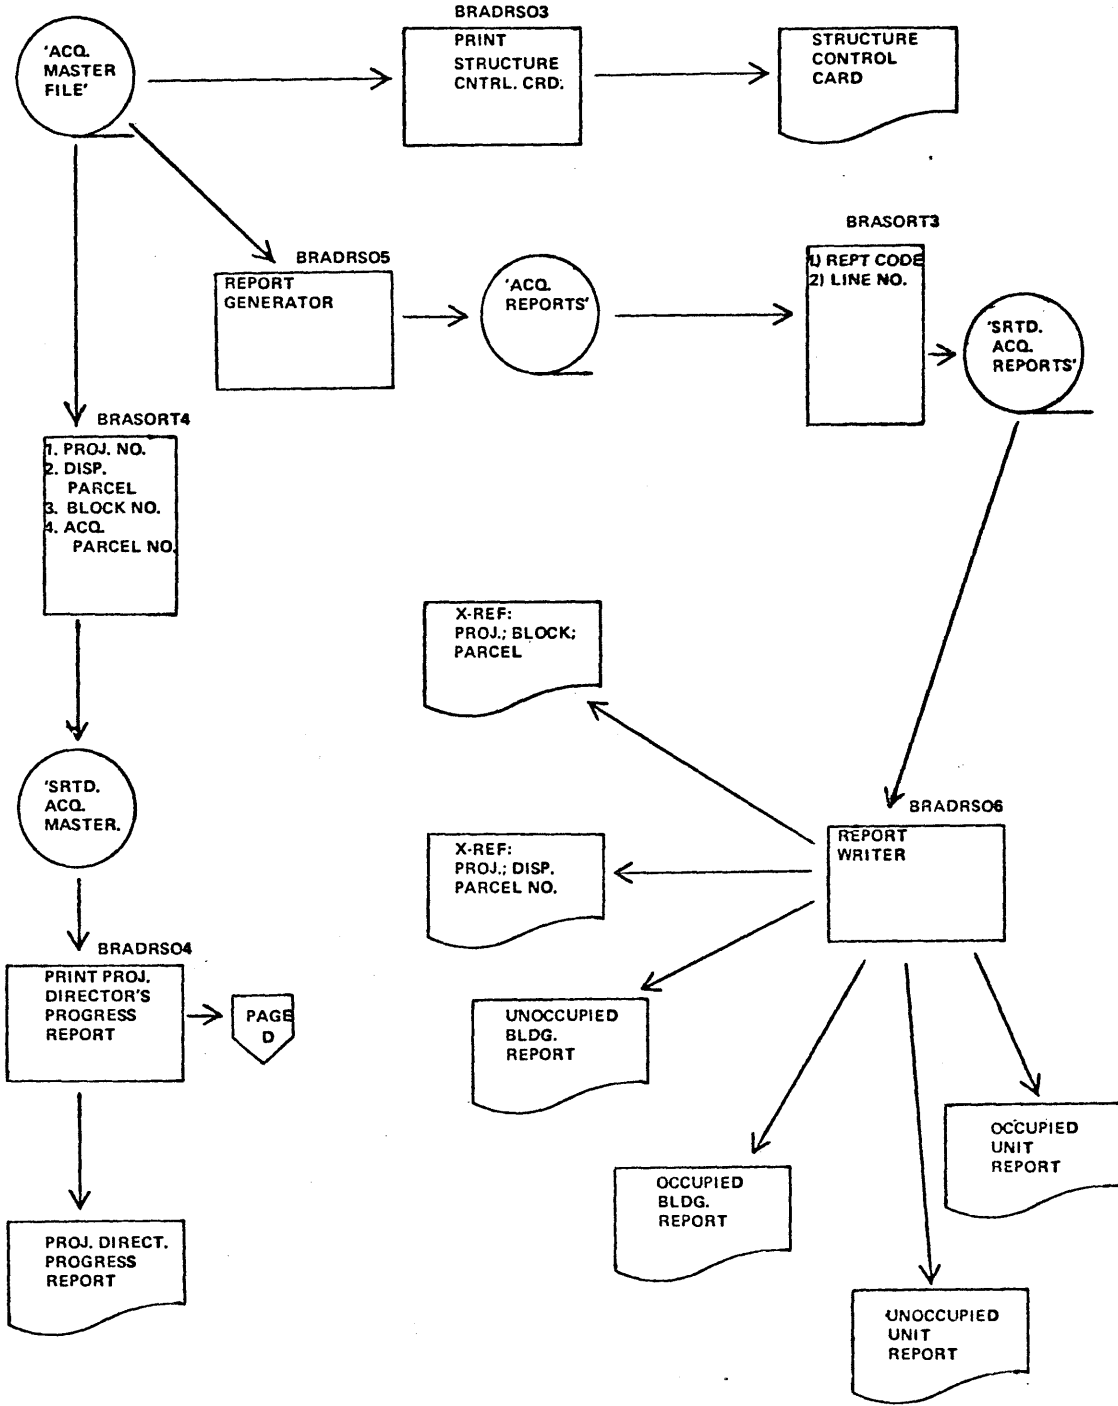 BRADRSO3
'ACQ.
MASTER
FILE'
PRINT
STRUCTURE
CNTRL. CRD.
STRUCTURE
CONTROL
CARD
BRASORT3
1) REPT CODE
2) LINE NO.
BRADRSO5
REPORT
GENERATOR
'ACQ.
REPORTS'
'SRTD.
ACQ.
REPORTS'
BRASORT4
1. PROJ. NO.
2. DISP.
PARCEL
3. BLOCK NO.
4. ACQ.
PARCEL NO.
X-REF:
PROJ.; BLOCK;
PARCEL
'SRTD.
ACQ.
MASTER.
BRADRSO6
REPORT
WRITER
X-REF:
PROJ.; DISP.
PARCEL NO.
BRADRSO4
PRINT PROJ.
DIRECTOR'S
PROGRESS
REPORT
PAGE
D
UNOCCUPIED
BLDG.
REPORT
OCCUPIED
UNIT
REPORT
OCCUPIED
BLDG.
REPORT
PROJ. DIRECT.
PROGRESS
REPORT
UNOCCUPIED
UNIT
REPORT